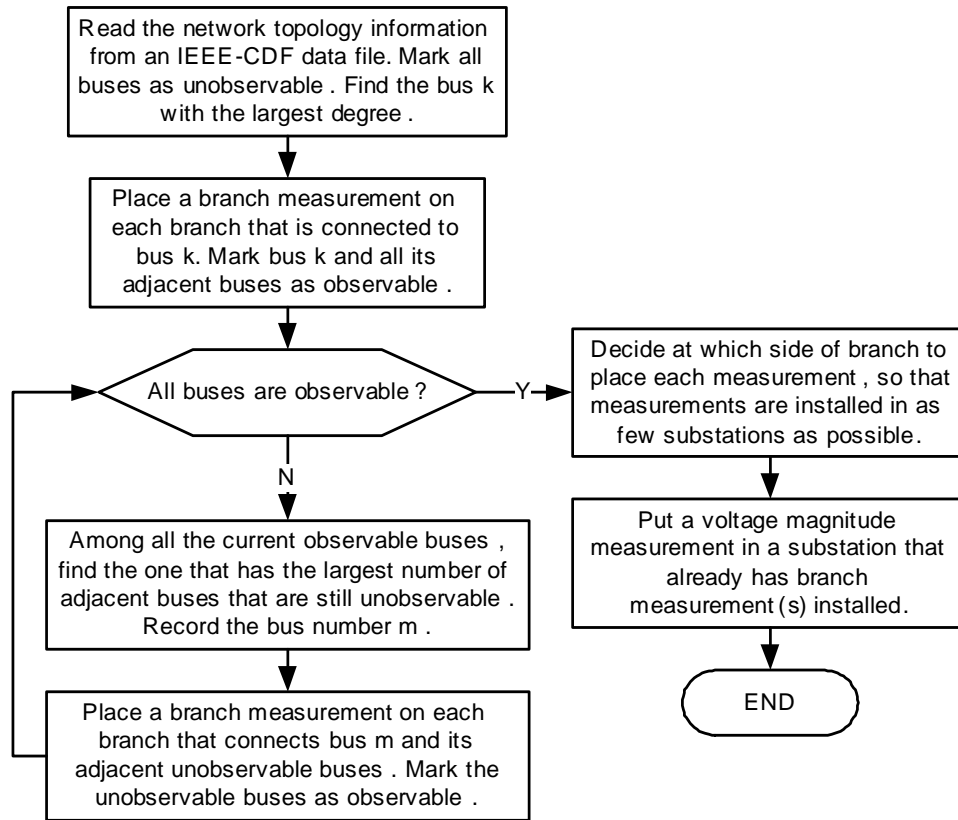 Read the network topology information
from an IEEE-CDF data file. Mark all
buses as unobservable . Find the bus k
with the largest degree .
Place a branch measurement on
each branch that is connected to
bus k. Mark bus k and all its
adjacent buses as observable .
All buses are observable ?
Y
N
Decide at which side of branch to
place each measurement , so that
measurements are installed in as
few substations as possible.
Among all the current observable buses ,
find the one that has the largest number of
adjacent buses that are still unobservable .
Record the bus number m .
Put a voltage magnitude
measurement in a substation that
already has branch
measurement (s) installed.
Place a branch measurement on each
branch that connects bus m and its
adjacent unobservable buses . Mark the
unobservable buses as observable .
END